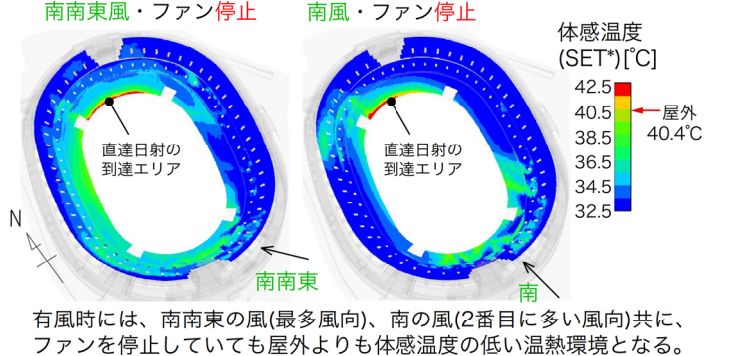 南南東風・ファン停止
南風・ファン停止
体感温度
(SET*)[℃]
42.5
40.5
38.5
36.5
34.5
32.5
屋外
40.4℃
直達日射の
到達エリア
直達日射の
到達エリア
N
南南東
南
有風時には、南南東の風(最多風向)、南の風(2番目に多い風向)共に、
ファンを停止していても屋外よりも体感温度の低い温熱環境となる。